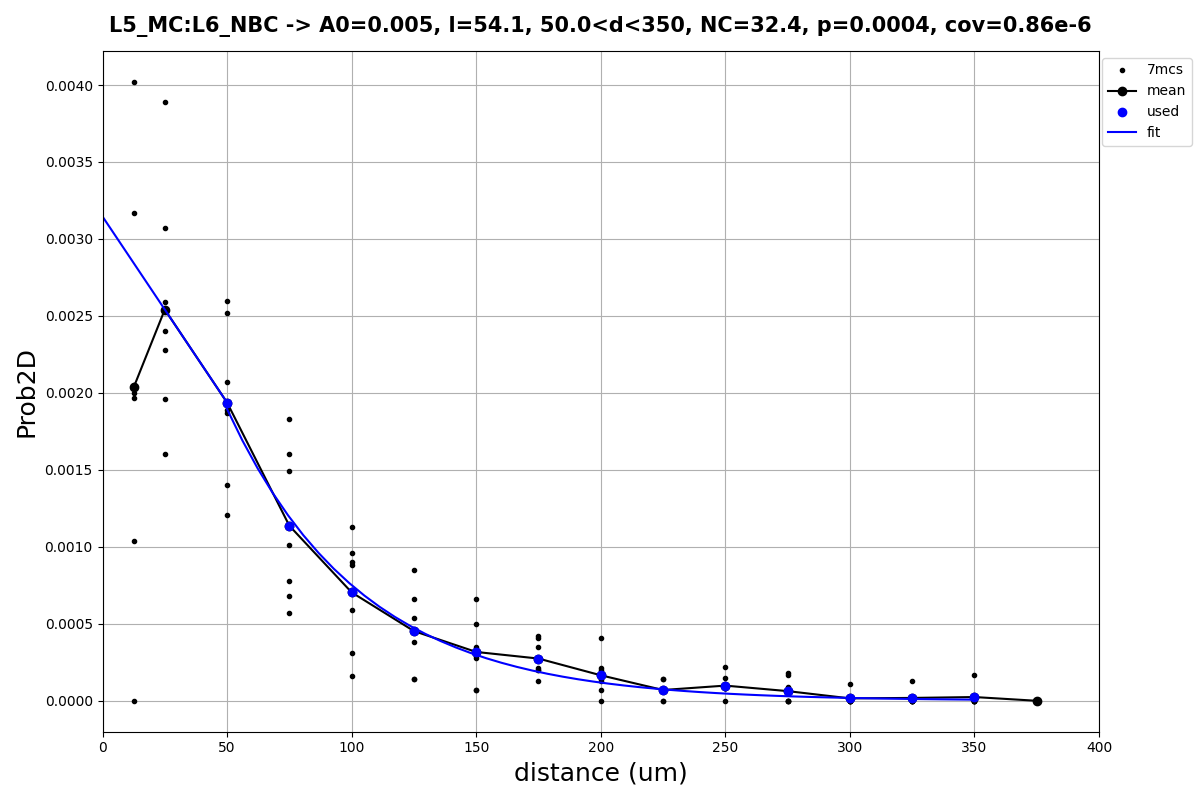 L5_MC:L6_NBC -> A0=0.005, l=54.1, 50.0<d<350, NC=32.4, p=0.0004, cov=0.86e-6
7mcs
mean
used
fit
Prob2D
0.0040
0.0035
0.0030
0.0025
0.0020
0.0015
0.0010
0.0005
0.0000
0 50 100 150 200 250 300 350 400
distance (um)